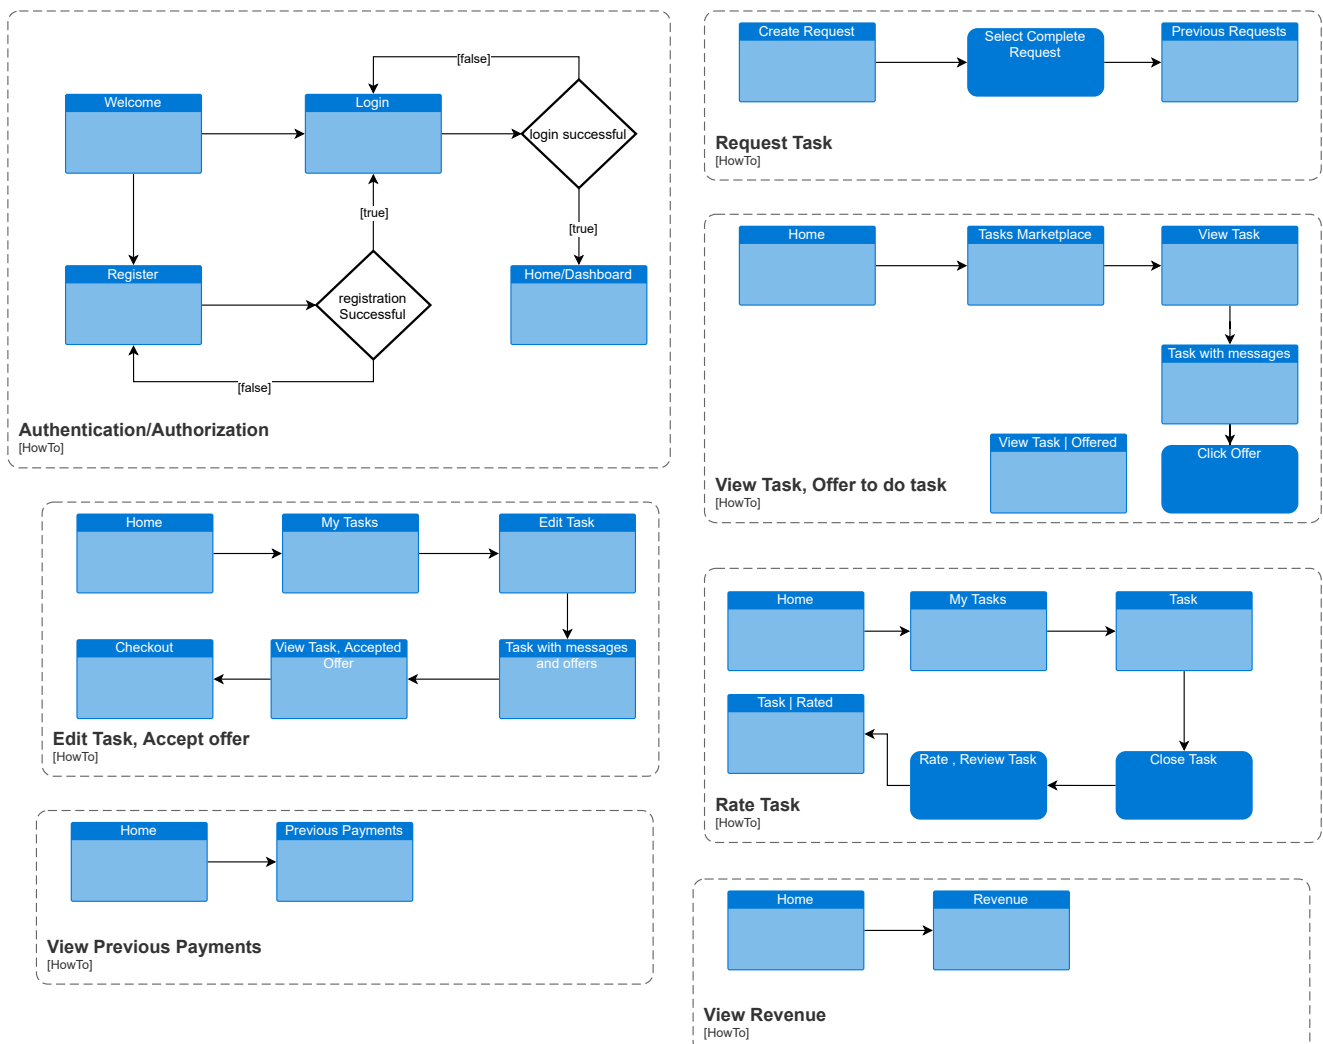 [false]
Welcome
Login
login successful
[true]
[true]
Register
registration
Successful
Home/Dashboard
[false]
Authentication/Authorization
[HowTo]
Create Request
Select Complete
Request
Previous Requests
Request Task
[HowTo]
Home
Tasks Marketplace
View Task
Task with messages
View Task | Offered
Click Offer
View Task, Offer to do task
[HowTo]
Home
My Tasks
Edit Task
Checkout
View Task, Accepted
Offer
Task with messages
and offers
Edit Task, Accept offer
[HowTo]
Home
My Tasks
Task
Task | Rated
Rate , Review Task
Close Task
Rate Task
[HowTo]
Home
Previous Payments
View Previous Payments
[HowTo]
Home
Revenue
View Revenue
[HowTo]